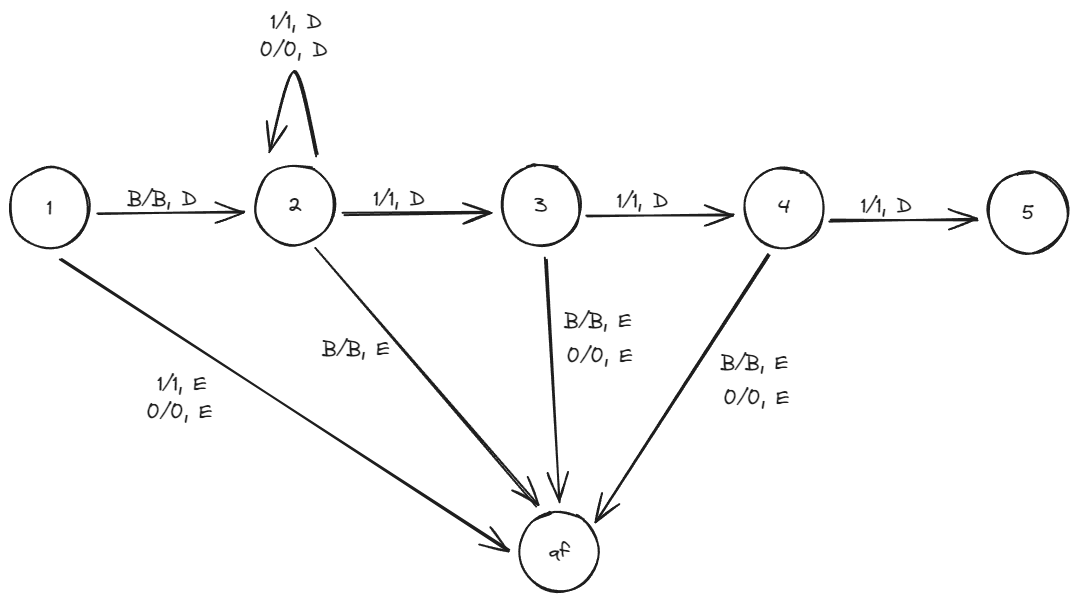 1/1, D
0/0, D
1
B/B, D
2
1/1, D
3
1/1, D
4
1/1, D
5
B/B, E
B/B, E
0/0, E
B/B, E
0/0, E
1/1, E
0/0, E
qf